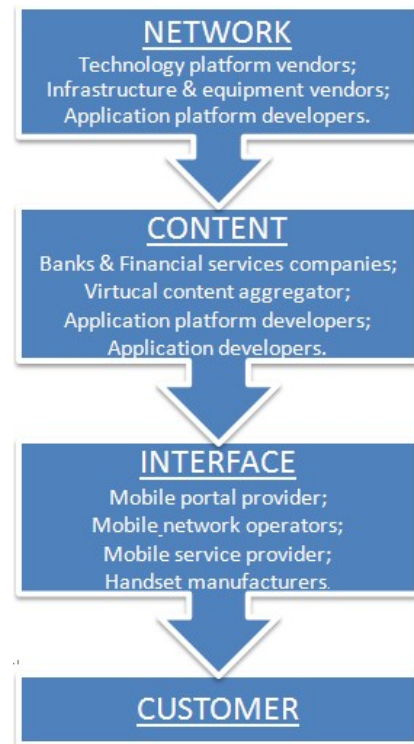 NETWORK
Technology platform vendors;
Infrastructure & equipment vendors;
Application platform developers.
CONTENT
Banks & Financial services companies;
Virtucal content aggregator;
Application platform developers;
Application developers.
INTERFACE
Mobile portal provider;
Mobile network operators;
Mobile service provider;
Handset manufacturers.
CUSTOMER